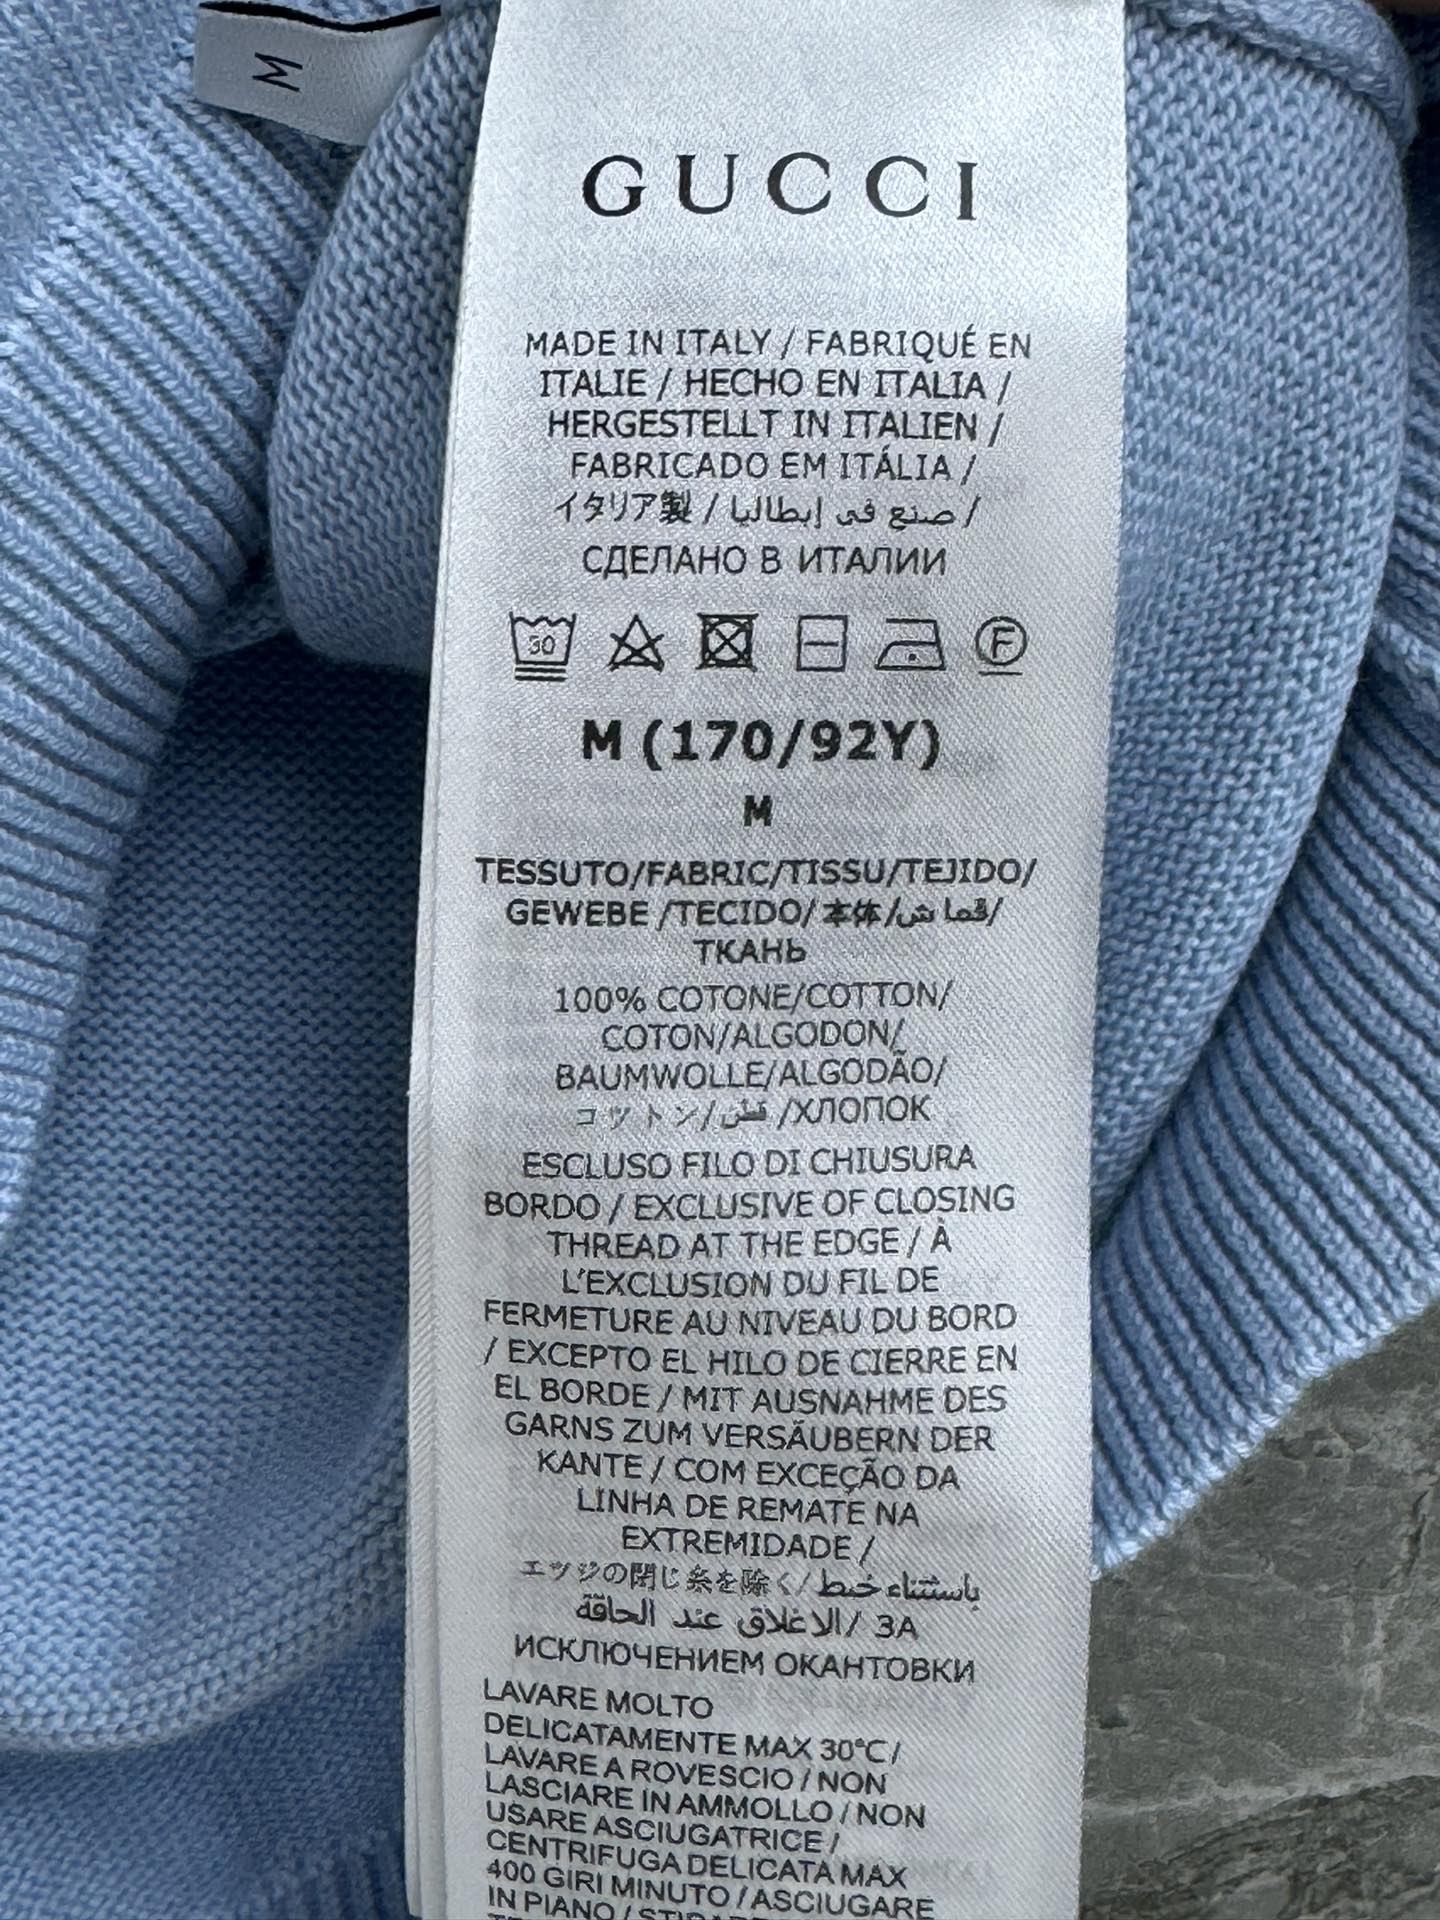 M
GUCCI
MADE IN ITALY / FABRIQUÉ EN
ITALIE / HECHO EN ITALIA /
HERGESTELLT IN ITALIEN /
FABRICADO EM ITÁLIA /
イタリア製 / صنع في إيطاليا /
СДЕЛАНО В ИТАЛИИ
30 F
M (170/92Y)
M
TESSUTO/FABRIC/TISSU/TEJIDO/
GEWEBE /TECIDO/ 本体 /قما ش/
ТКАНЬ
100% COTONE/COTTON/
COTON/ALGODON/
BAUMWOLLE/ALGODÃO/
コットン/ قطن /ХЛОПОК
ESCLUSO FILO DI CHIUSURA
BORDO / EXCLUSIVE OF CLOSING
THREAD AT THE EDGE / À
L'EXCLUSION DU FIL DE
FERMETURE AU NIVEAU DU BORD
/ EXCEPTO EL HILO DE CIERRE EN
EL BORDE / MIT AUSNAHME DES
GARNS ZUM VERSÄUBERN DER
KANTE / COM EXCEÇÃO DA
LINHA DE REMATE NA
EXTREMIDADE /
エッジの閉じ糸を除く/ باستثناء خيط
الاغلاق عند الحاقة / ЗА
ИСКЛЮЧЕНИЕМ ОКАНТОВКИ
LAVARE MOLTO
DELICATAMENTE MAX 30°C /
LAVARE A ROVESCIO / NON
LASCIARE IN AMMOLLO / NON
USARE ASCIUGATRICE /
CENTRIFUGA DELICATA MAX
400 GIRI MINUTO / ASCIUGARE
IN PIANO /